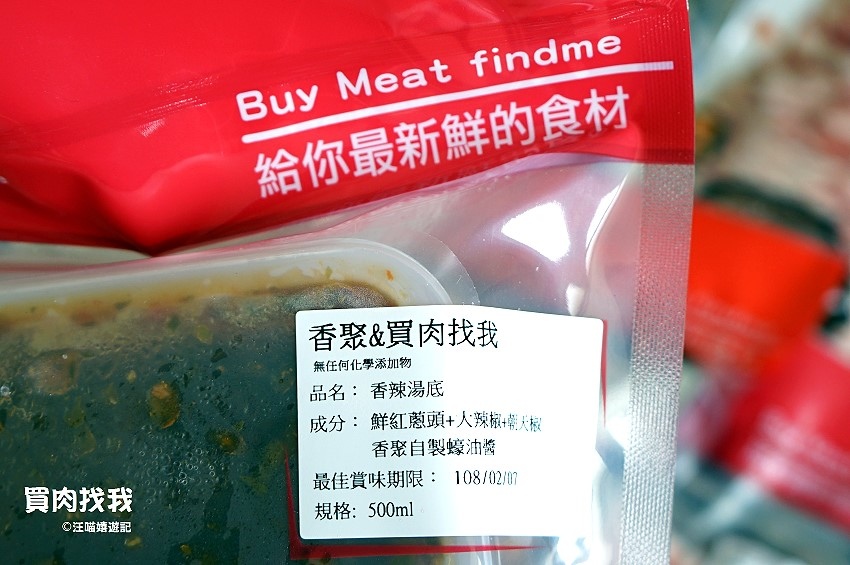 Buy Meat findme
給你最新鮮的食材
香聚&買肉找我
無任何化學添加物
品名：香辣湯底
成分：鮮紅蔥頭+大辣椒+朝天椒
香聚自製蠔油醬
最佳賞味期限：108/02/07
規格: 500ml
買肉找我
©汪喵嬉遊記